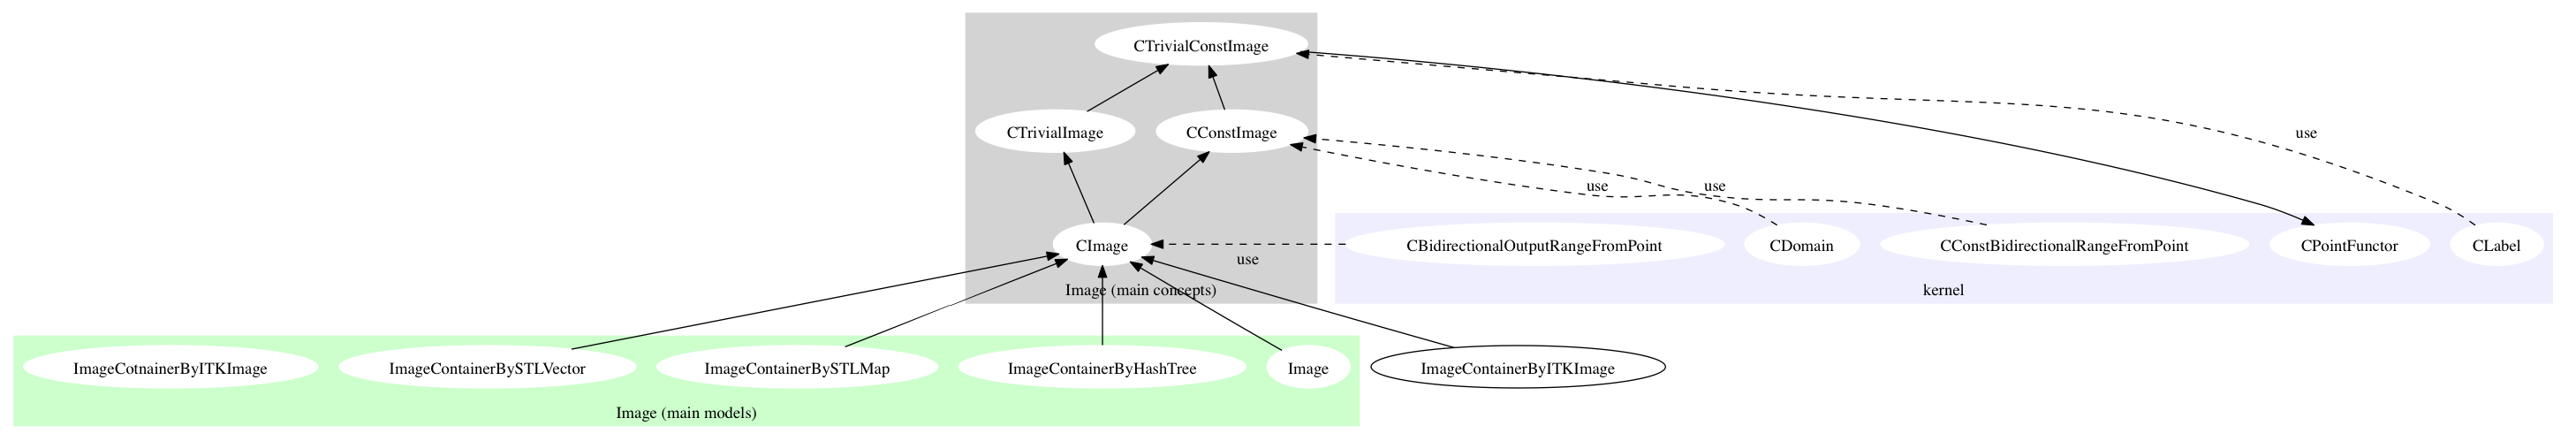 CTrivialConstImage
CTrivialImage
CConstImage
use
use
use
CImage
use
CBidirectionalOutputRangeFromPoint
CDomain
CConstBidirectionalRangeFromPoint
CPointFunctor
CLabel
Image (main concepts)
kernel
ImageCotnainerByITKImage
ImageContainerBySTLVector
ImageContainerBySTLMap
ImageContainerByHashTree
Image
ImageContainerByITKImage
Image (main models)